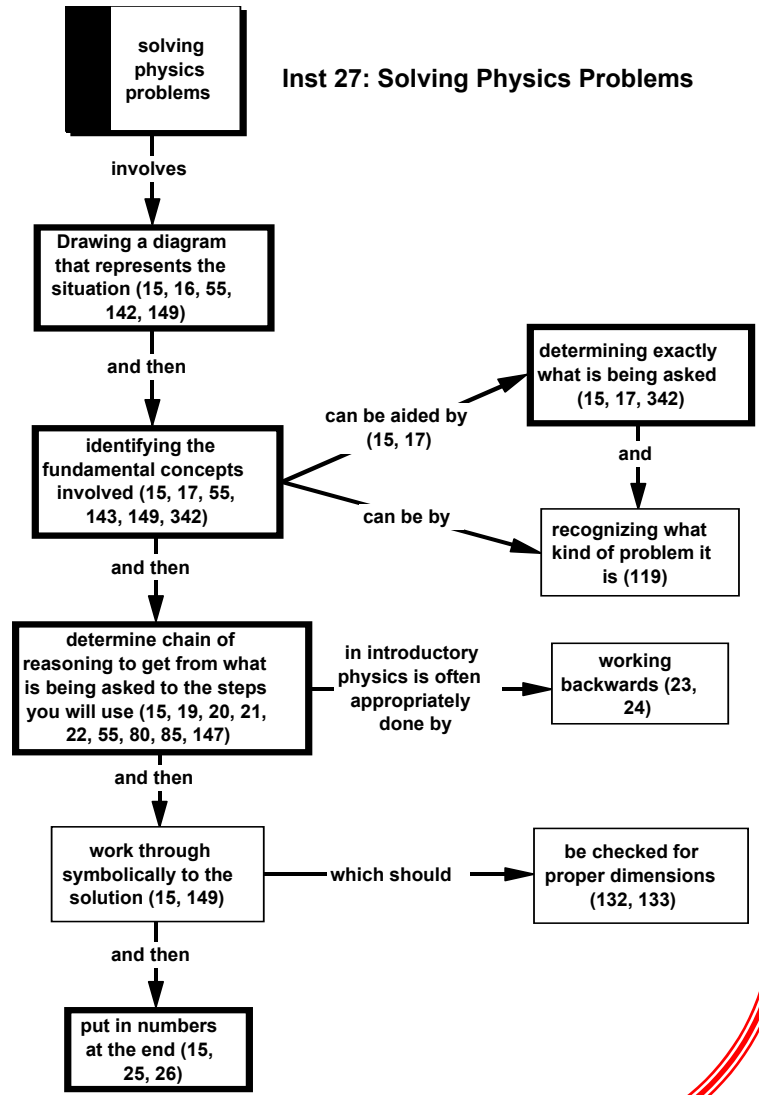 solving
physics
problems
Inst 27: Solving Physics Problems
involves
Drawing a diagram
that represents the
situation (15, 16, 55,
142, 149)
and then
identifying the
fundamental concepts
involved (15, 17, 55,
143, 149, 342)
can be aided by
(15, 17)
determining exactly
what is being asked
(15, 17, 342)
and
can be by
recognizing what
kind of problem it
is (119)
and then
determine chain of
reasoning to get from what
is being asked to the steps
you will use (15, 19, 20, 21,
22, 55, 80, 85, 147)
in introductory
physics is often
appropriately
done by
working
backwards (23,
24)
and then
work through
symbolically to the
solution (15, 149)
which should
be checked for
proper dimensions
(132, 133)
and then
put in numbers
at the end (15,
25, 26)